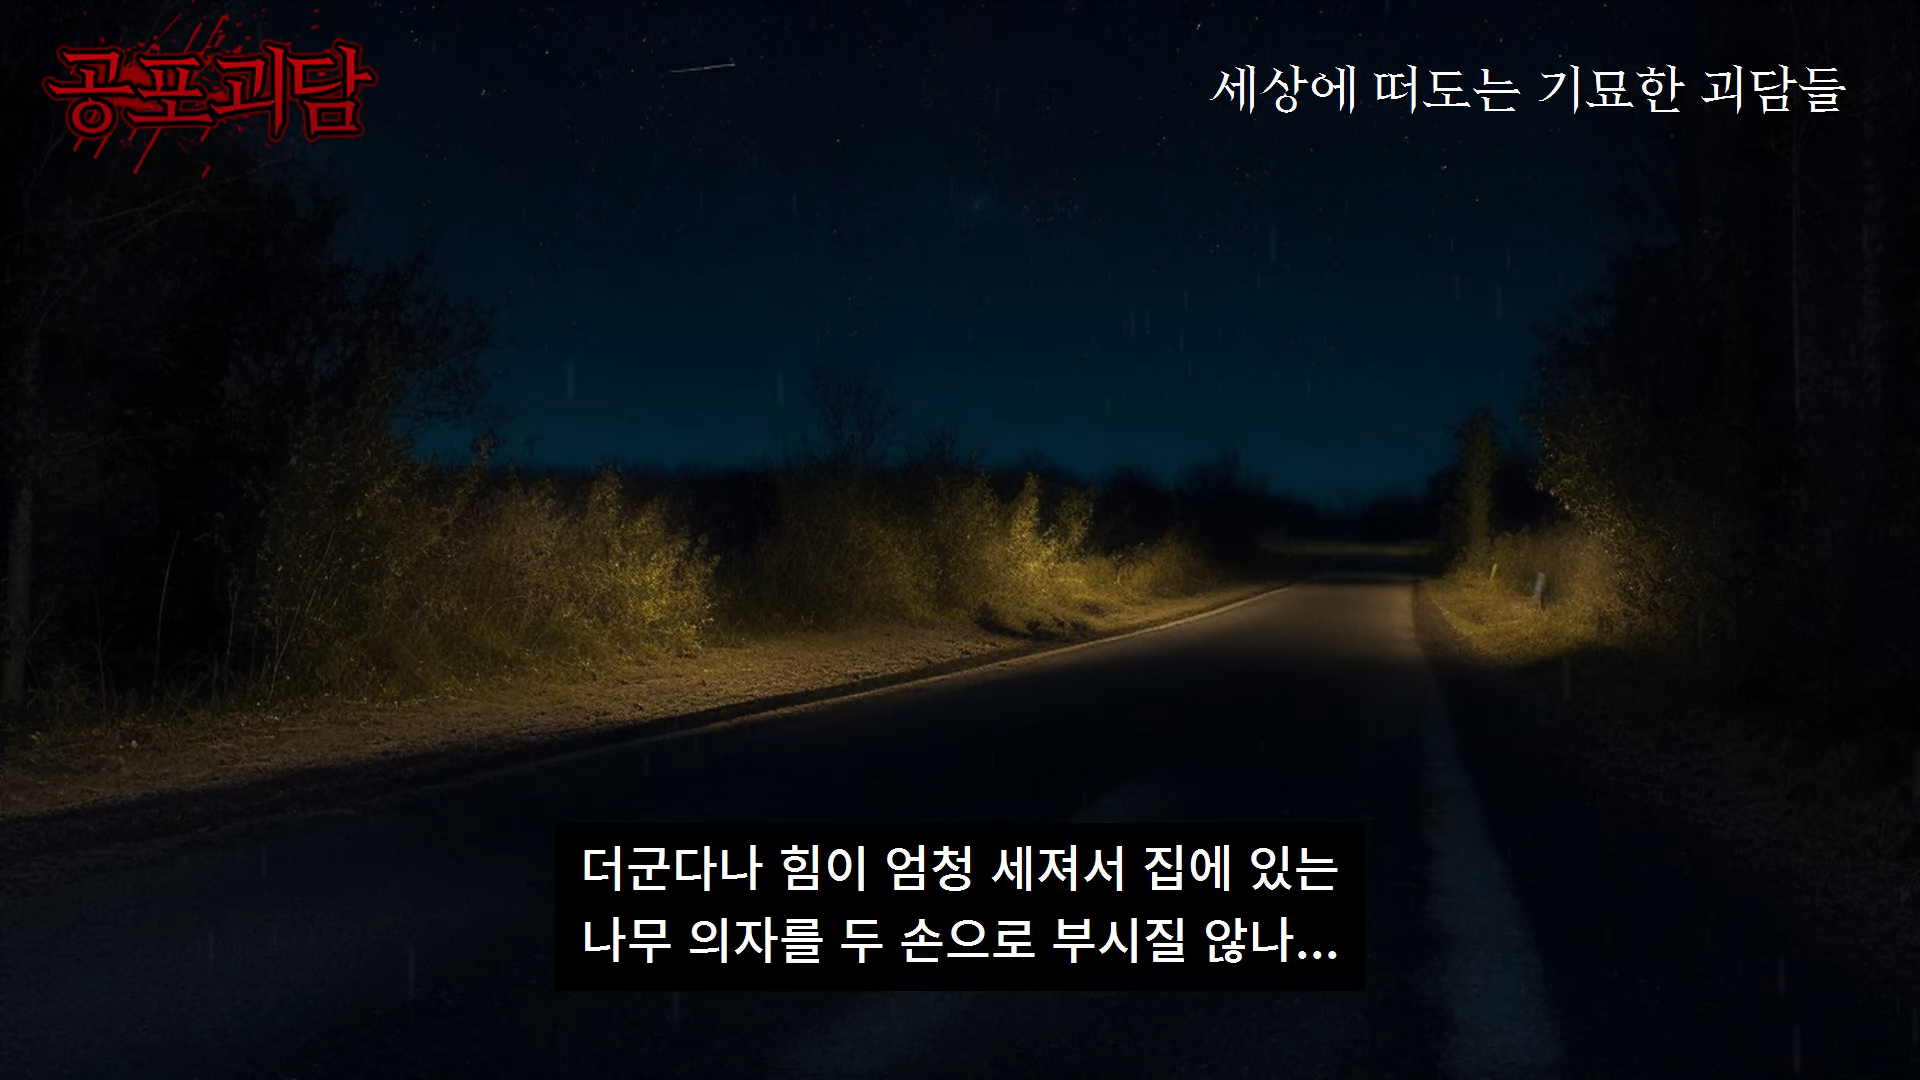 공포괴담
세상에 떠도는 기묘한 괴담들
더군다나 힘이 엄청 세져서 집에 있는
나무 의자를 두 손으로 부시질 않나...